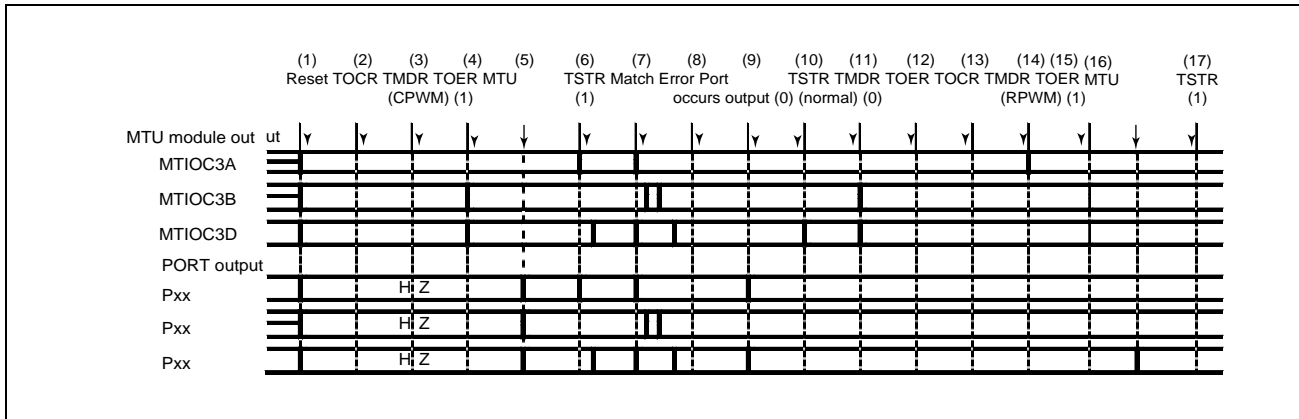 (1) (2) (3) (4) (5) (6) (7) (8) (9) (10) (11) (12) (13) (14) (15) (16) (17)
Reset TOCR TMDR TOER MTU TSTR Match Error Port TSTR TMDR TOER TOCR TMDR TOER MTU TSTR
(CPWM) (1) (1) occurs output (0) (normal) (0) (RPWM) (1) (1)
MTU module out ut
MTIOC3A
MTIOC3B
MTIOC3D
PORT output
Pxx H Z
Pxx H Z
Pxx H Z